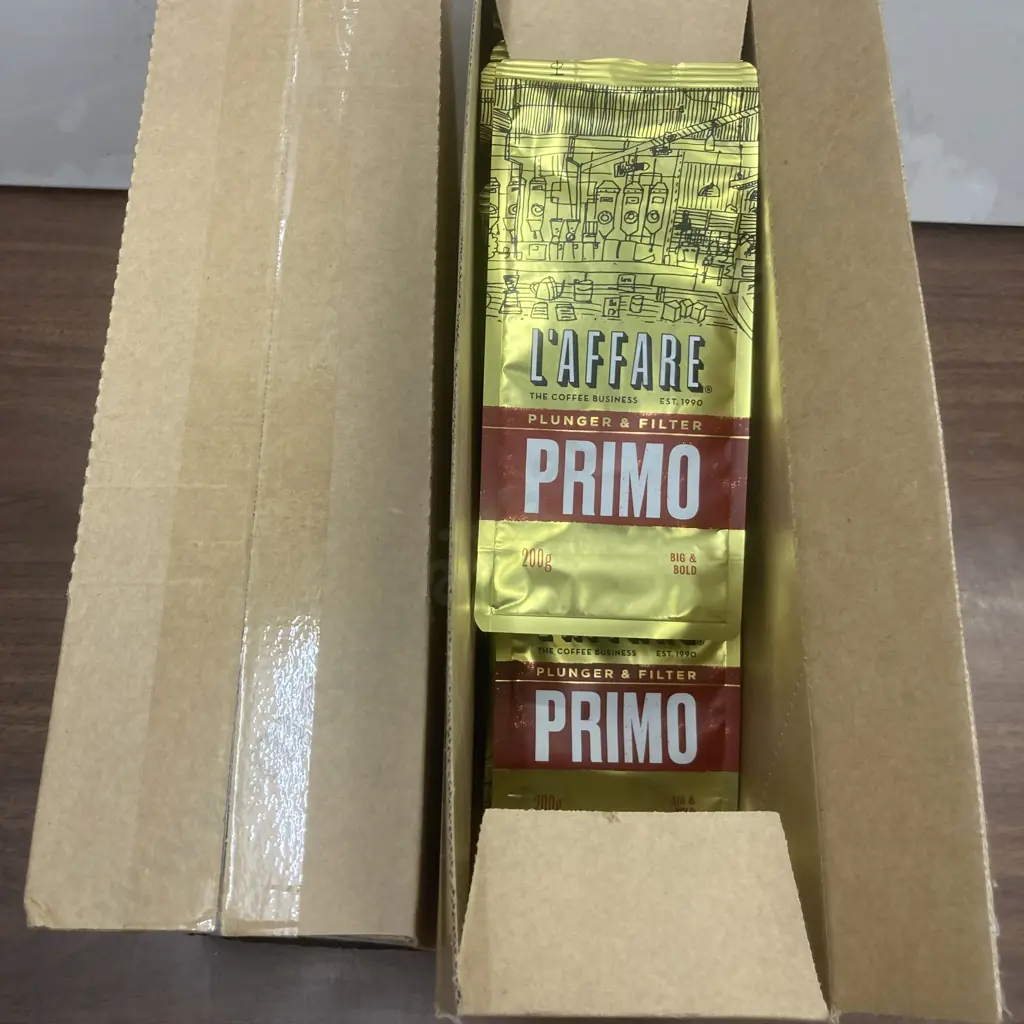 L'AFFARE®
THE COFFEE BUSINESS EST. 1990
PLUNGER & FILTER
PRIMO
200g BIG & BOLD
THE COFFEE BUSINESS EST. 1990
PLUNGER & FILTER
PRIMO
200g